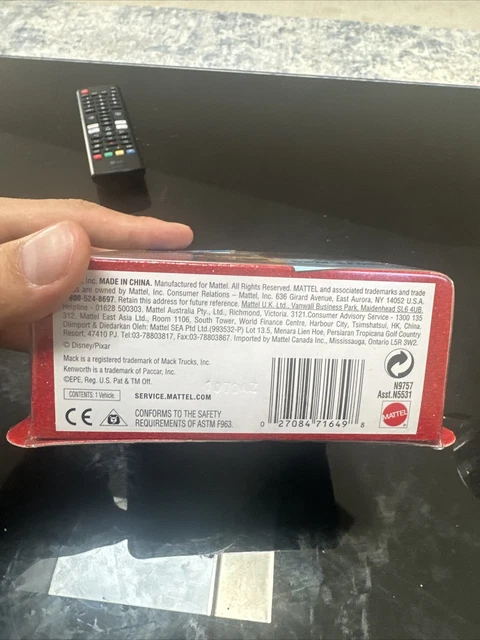 Inc. MADE IN CHINA. Manufactured for Mattel. All Rights Reserved. MATTEL and associated trademarks and trade
are owned by Mattel, Inc. Consumer Relations – Mattel, Inc. 636 Girard Avenue, East Aurora, NY 14052 U.S.A.
800-524-8697. Retain this address for future reference. Mattel U.K. Ltd., Vanwall Business Park, Maidenhead SL6 4UB.
Helpline - 01628 500303. Mattel Australia Pty., Ltd., Richmond, Victoria. 3121.Consumer Advisory Service - 1300 135
312. Mattel East Asia Ltd., Room 1106, South Tower, World Finance Centre, Harbour City, Tsimshatsui, HK, China.
Diimport & Diedarkan Oleh: Mattel SEA Ptd Ltd.(993532-P) Lot 13.5, Menara Lien Hoe, Persiaran Tropicana Golf Country
Resort, 47410 PJ. Tel:03-78803817, Fax:03-78803867. Imported by Mattel Canada Inc., Mississauga, Ontario L5R 3W2.
© Disney/Pixar
Mack is a registered trademark of Mack Trucks, Inc.
Kenworth is a trademark of Paccar, Inc.
©EPE, Reg. U.S. Pat & TM Off.
CONTENTS: 1 Vehicle.
SERVICE.MATTEL.COM
CE
CONFORMS TO THE SAFETY
REQUIREMENTS OF ASTM F963.
0 27084 71649 8
N9757
Asst.N5531
MATTEL